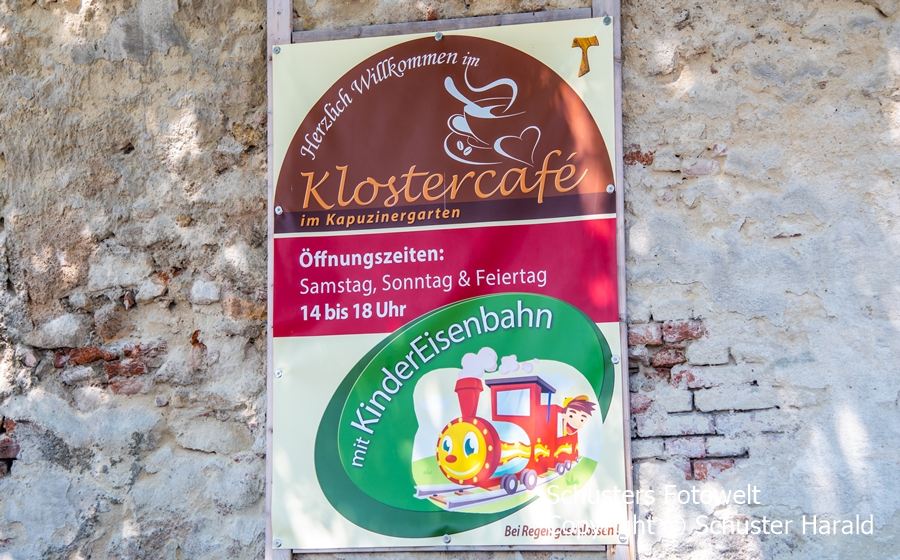 Herzlich Willkommen im
Klostercafé
im Kapuzinergarten
Öffnungszeiten:
Samstag, Sonntag & Feiertag
14 bis 18 Uhr
mit KinderEisenbahn
Bei Regen geschlossen!
Schusters Fotowelt
Copyright © Schuster Harald